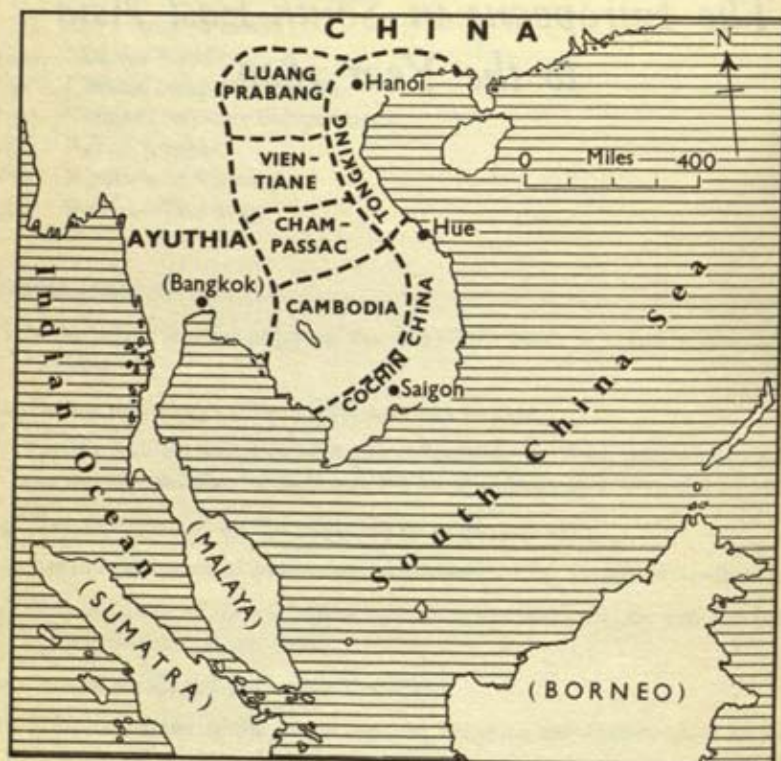 CHINA
N
LUANG
PRABANG
Hanoi
0 Miles 400
VIEN-
TIANE
TONGKING
CHAM-
PASSAC
Hue
AYUTHIA
(Bangkok)
CAMBODIA
COCHIN CHINA
Saigon
Indian Ocean
South China Sea
(MALAYA)
(SUMATRA)
(BORNEO)